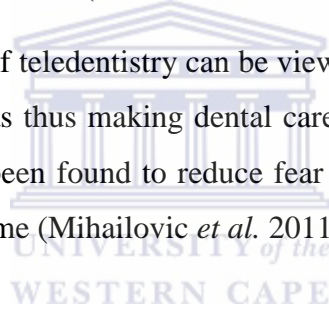 f teledentistry can be view
s thus making dental care
een found to reduce fear
me (Mihailovic et al. 2011
UNIVERSITY of the
WESTERN CAPE